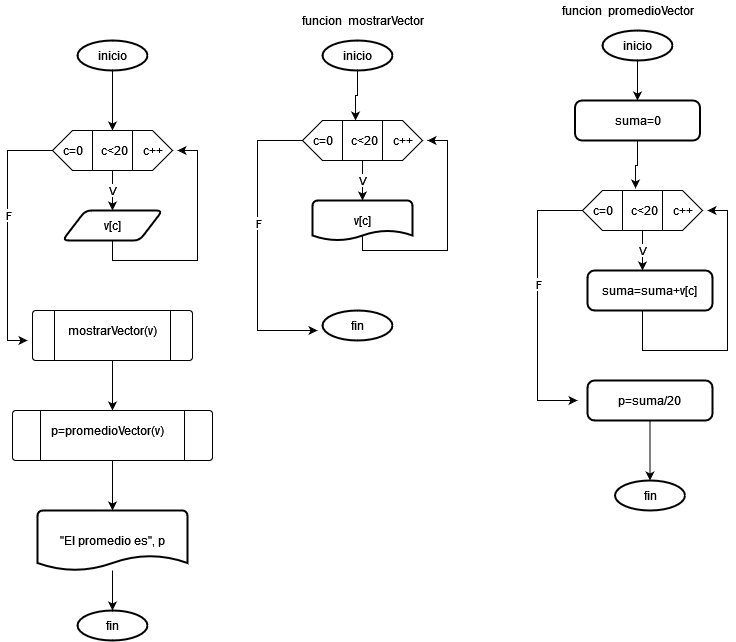 inicio
c=0 c<20 c++
V
F
v[c]
mostrarVector(v)
p=promedioVector(v)
"El promedio es", p
fin
funcion mostrarVector
inicio
c=0 c<20 c++
V
F
v[c]
fin
funcion promedioVector
inicio
suma=0
c=0 c<20 c++
V
F
suma=suma+v[c]
p=suma/20
fin